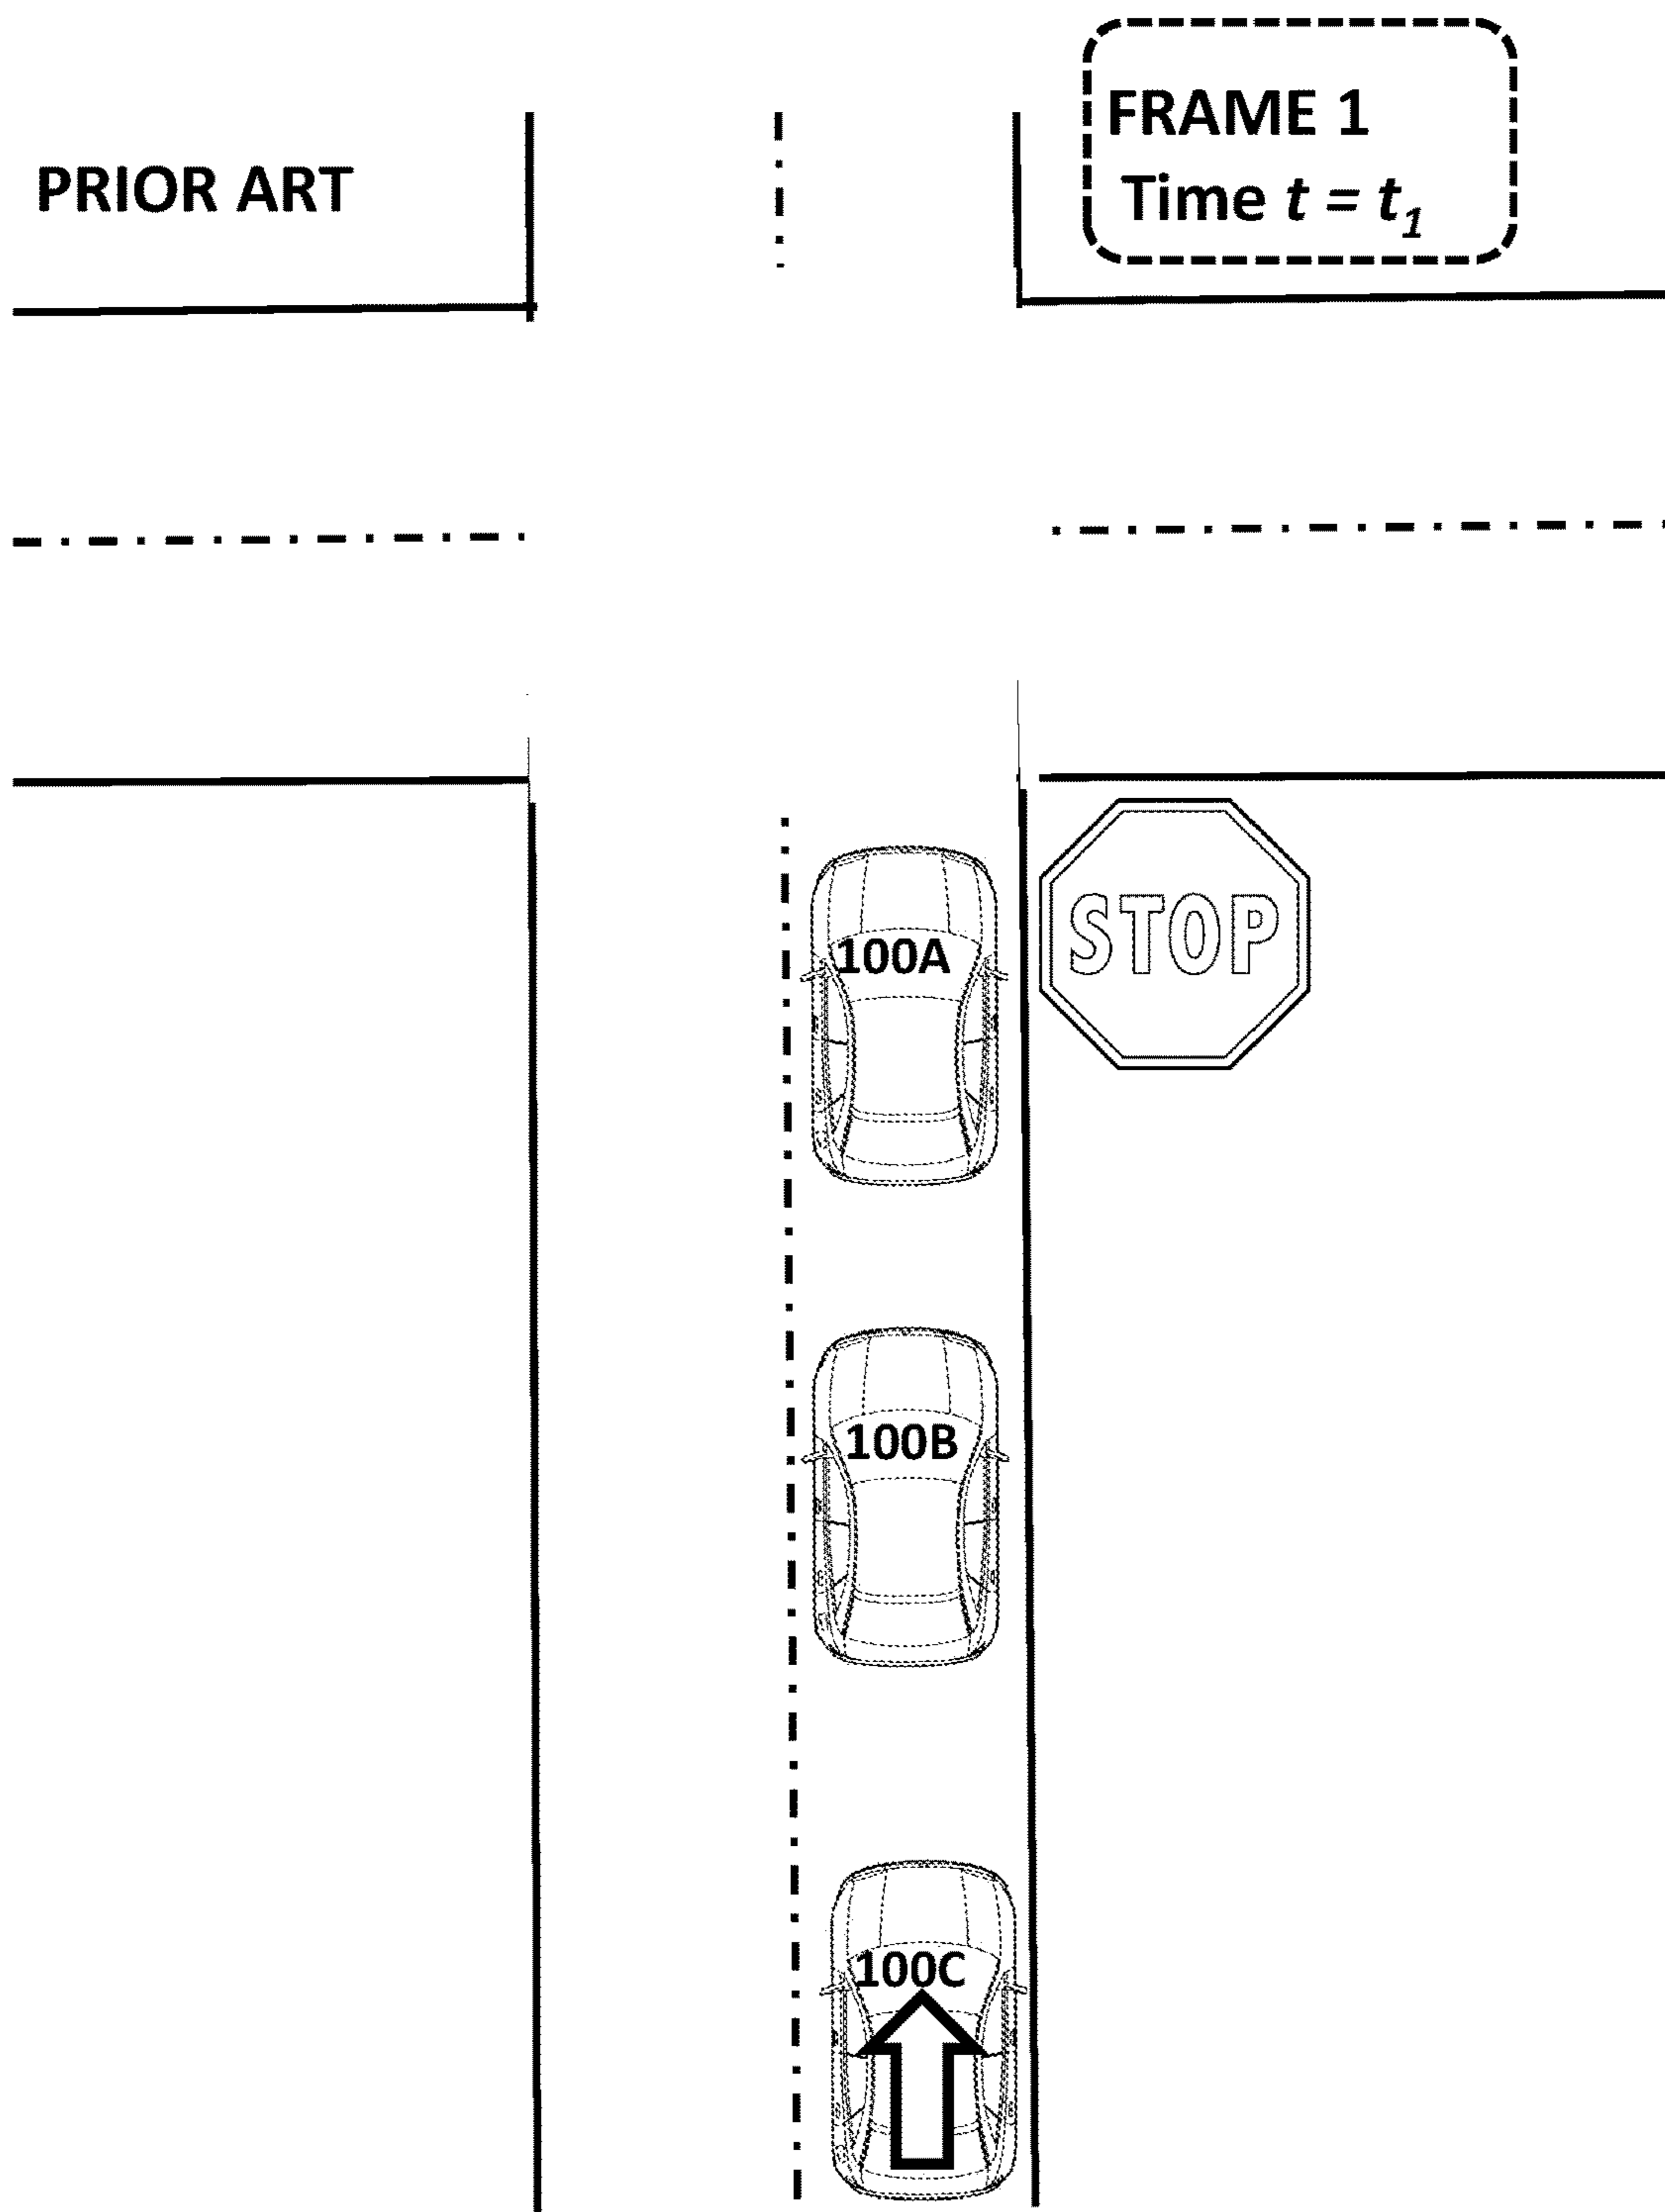 PRIOR ART
FRAME 1
Time t = t₁
STOP
100A
100B
100C